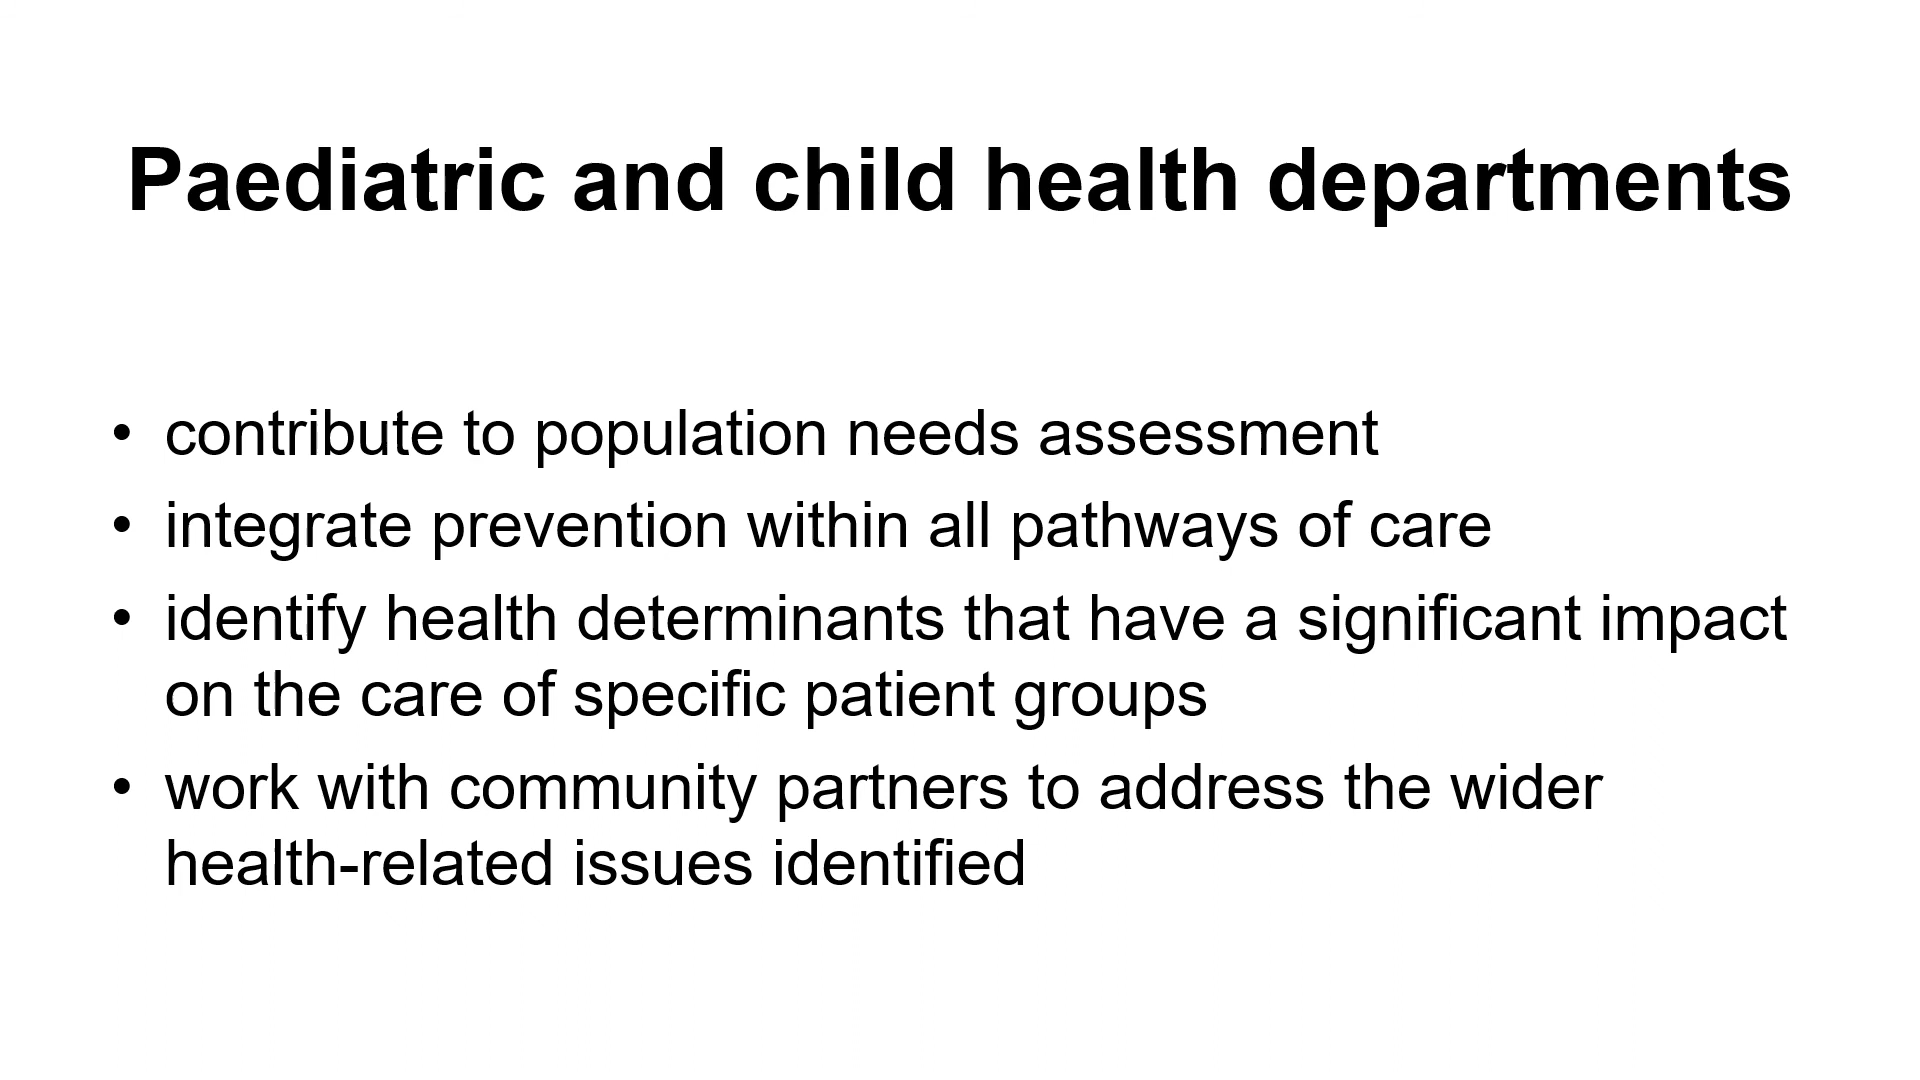 Paediatric and child health departments
• contribute to population needs assessment
• integrate prevention within all pathways of care
• identify health determinants that have a significant impact
on the care of specific patient groups
• work with community partners to address the wider
health-related issues identified